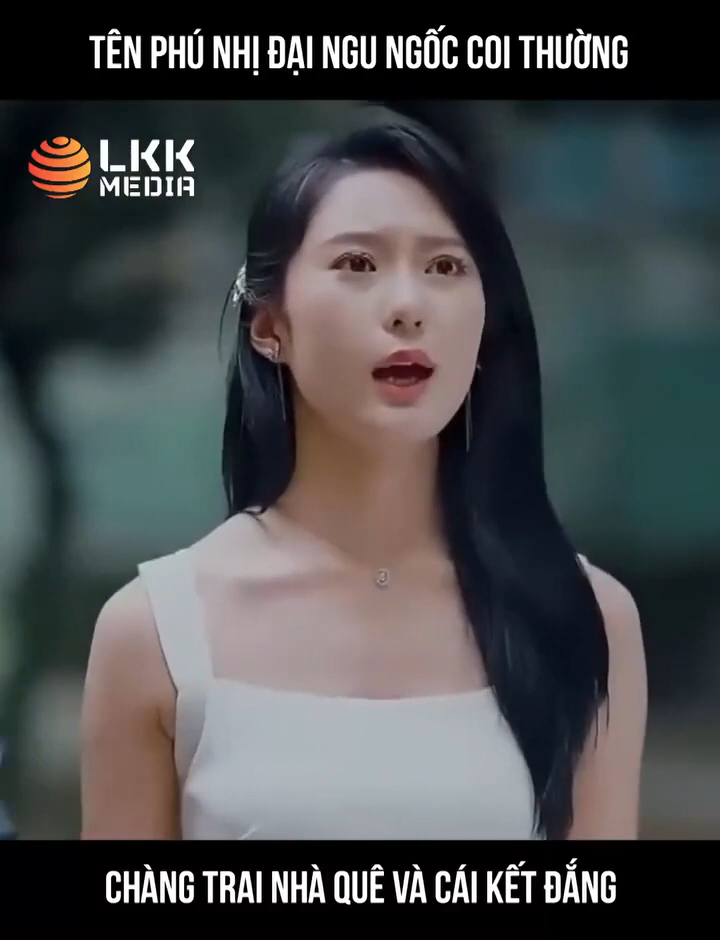 TÊN PHÚ NHỊ ĐẠI NGU NGỐC COI THƯỜNG
LKK
MEDIA
CHÀNG TRAI NHÀ QUÊ VÀ CÁI KẾT ĐẮNG